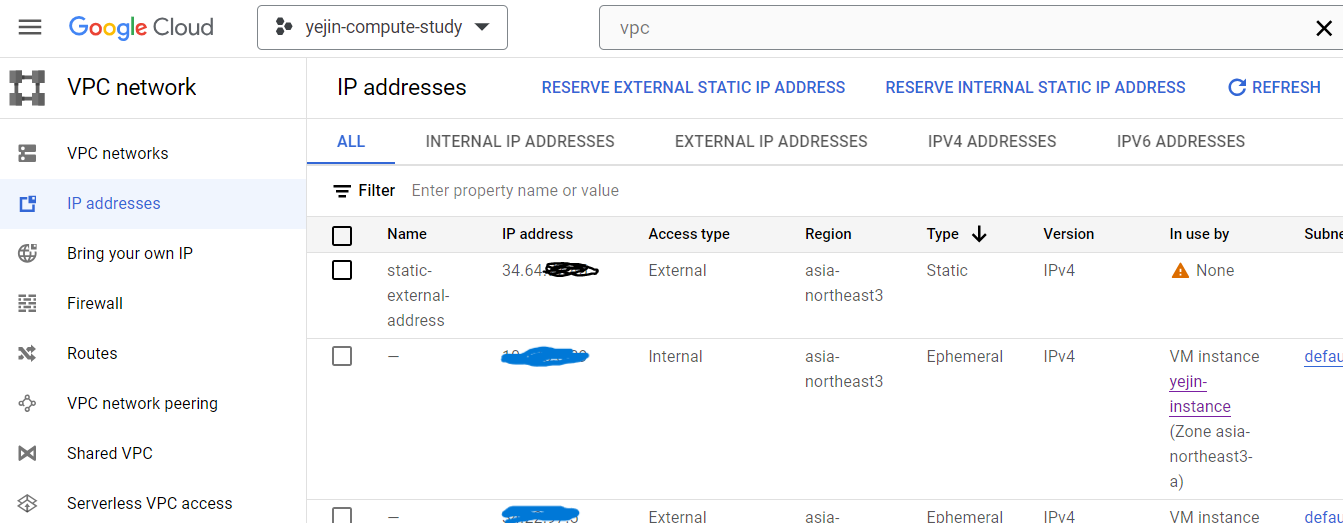 Google Cloud yejin-compute-study vpc
VPC network IP addresses RESERVE EXTERNAL STATIC IP ADDRESS RESERVE INTERNAL STATIC IP ADDRESS REFRESH
VPC networks
IP addresses
Bring your own IP
Firewall
Routes
VPC network peering
Shared VPC
Serverless VPC access
ALL INTERNAL IP ADDRESSES EXTERNAL IP ADDRESSES IPV4 ADDRESSES IPV6 ADDRESSES
Filter Enter property name or value
Name IP address Access type Region Type Version In use by Subne
static- 34.64. External asia- Static IPv4 None
external- northeast3
address
— Internal asia- Ephemeral IPv4 VM instance defau
northeast3 yejin-
instance
(Zone asia-
northeast3-
a)
— External asia- Ephemeral IPv4 VM instance defau